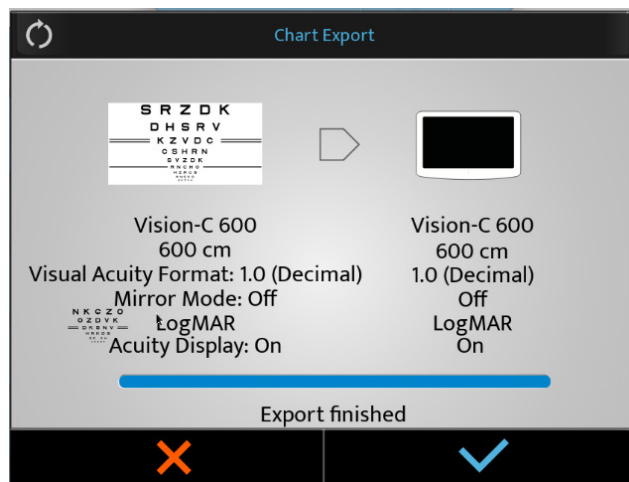 Chart Export
S R Z D K
D H S R V
K Z V D C
C S H R N
S V Z D K
Vision-C 600
600 cm
Visual Acuity Format: 1.0 (Decimal)
Mirror Mode: Off
LogMAR
Acuity Display: On
N K C Z O
O Z D V K
D R S N V
H R E D S
Vision-C 600
600 cm
1.0 (Decimal)
Off
LogMAR
On
Export finished